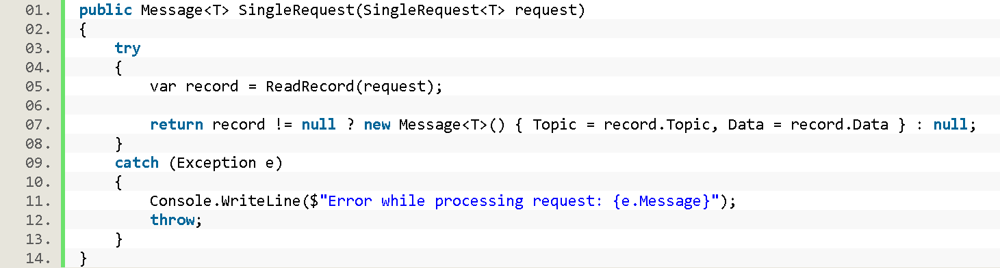 01. public Message<T> SingleRequest(SingleRequest<T> request)
02. {
03.     try
04.     {
05.         var record = ReadRecord(request);
06.
07.         return record != null ? new Message<T>() { Topic = record.Topic, Data = record.Data } : null;
08.     }
09.     catch (Exception e)
10.     {
11.         Console.WriteLine($"Error while processing request: {e.Message}");
12.         throw;
13.     }
14. }